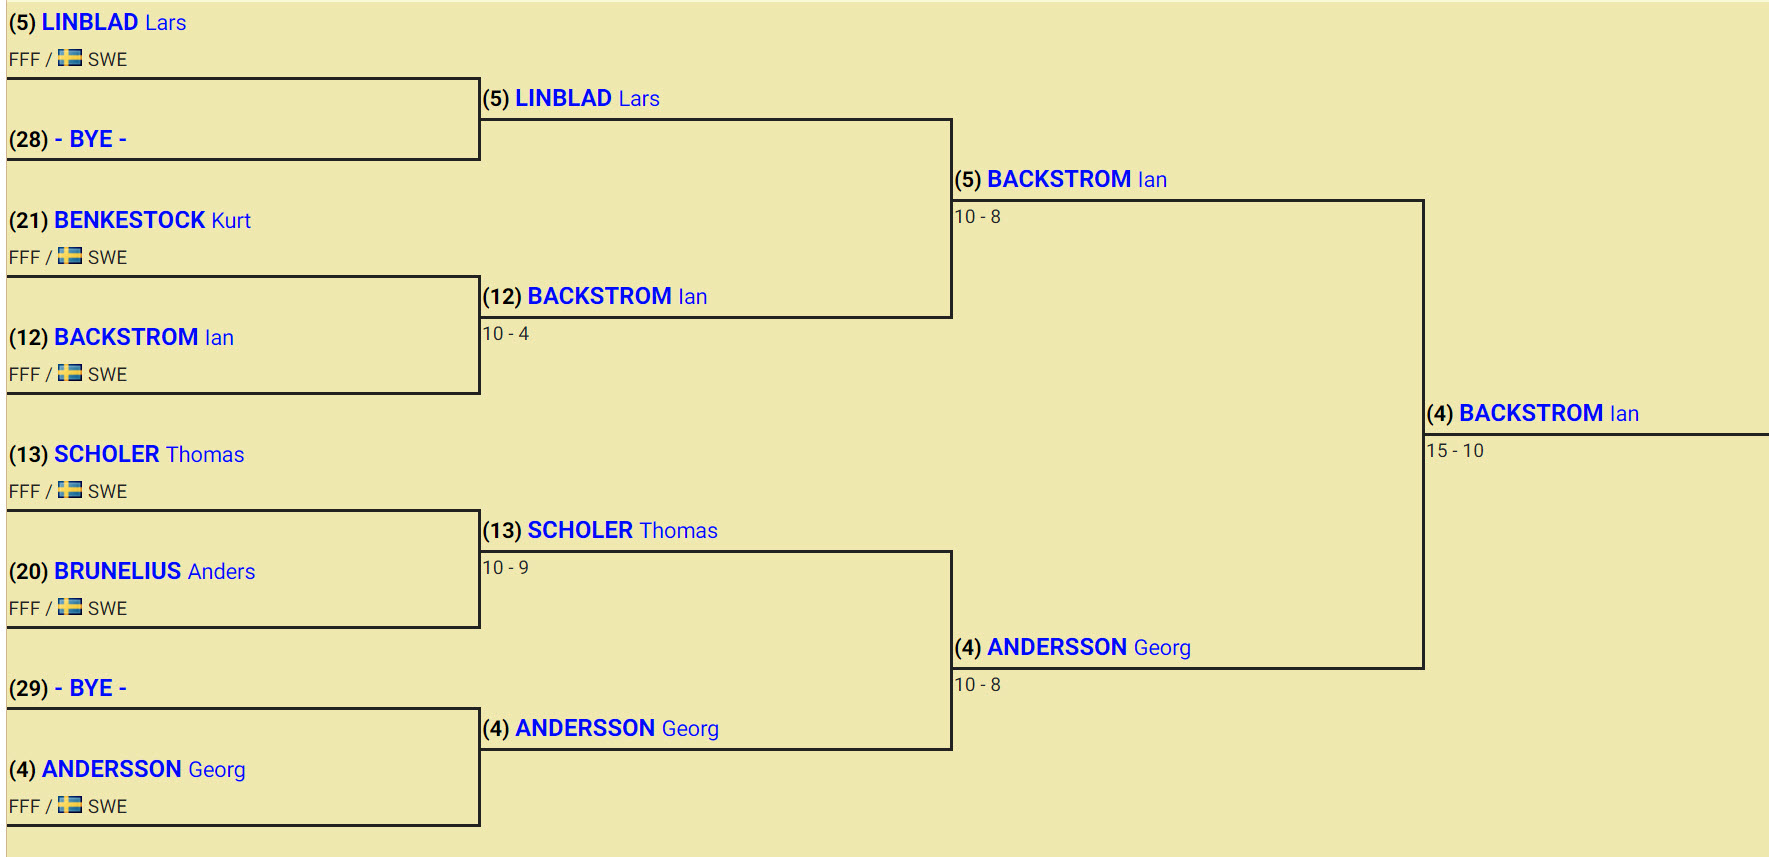 (5) LINBLAD Lars
FFF / SWE
(5) LINBLAD Lars
(28) - BYE -
(5) BACKSTROM Ian
10 - 8
(21) BENKESTOCK Kurt
FFF / SWE
(12) BACKSTROM Ian
10 - 4
(12) BACKSTROM Ian
FFF / SWE
(4) BACKSTROM Ian
15 - 10
(13) SCHOLER Thomas
FFF / SWE
(13) SCHOLER Thomas
10 - 9
(20) BRUNELIUS Anders
FFF / SWE
(4) ANDERSSON Georg
10 - 8
(29) - BYE -
(4) ANDERSSON Georg
(4) ANDERSSON Georg
FFF / SWE